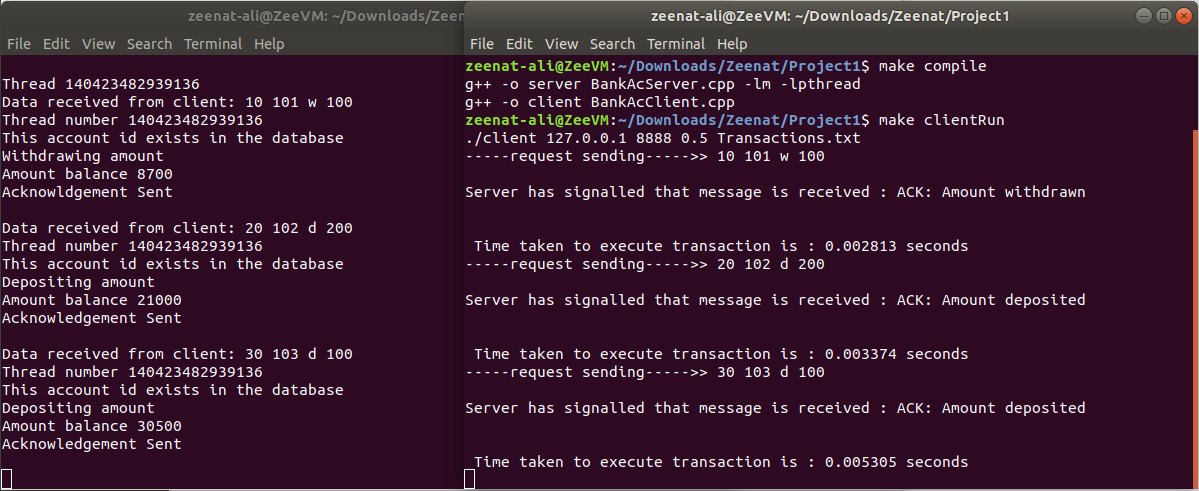 zeenat-ali@ZeeVM: ~/Downloads/Zeen
File Edit View Search Terminal Help
Thread 140423482939136
Data received from client: 10 101 w 100
Thread number 140423482939136
This account id exists in the database
Withdrawing amount
Amount balance 8700
Acknowldgement Sent
Data received from client: 20 102 d 200
Thread number 140423482939136
This account id exists in the database
Depositing amount
Amount balance 21000
Acknowledgement Sent
Data received from client: 30 103 d 100
Thread number 140423482939136
This account id exists in the database
Depositing amount
Amount balance 30500
Acknowledgement Sent
zeenat-ali@ZeeVM: ~/Downloads/Zeenat/Project1
File Edit View Search Terminal Help
zeenat-ali@ZeeVM:~/Downloads/Zeenat/Project1$ make compile
g++ -o server BankAcServer.cpp -lm -lpthread
g++ -o client BankAcClient.cpp
zeenat-ali@ZeeVM:~/Downloads/Zeenat/Project1$ make clientRun
./client 127.0.0.1 8888 0.5 Transactions.txt
-----request sending----->> 10 101 w 100
Server has signalled that message is received : ACK: Amount withdrawn
Time taken to execute transaction is : 0.002813 seconds
-----request sending----->> 20 102 d 200
Server has signalled that message is received : ACK: Amount deposited
Time taken to execute transaction is : 0.003374 seconds
-----request sending----->> 30 103 d 100
Server has signalled that message is received : ACK: Amount deposited
Time taken to execute transaction is : 0.005305 seconds